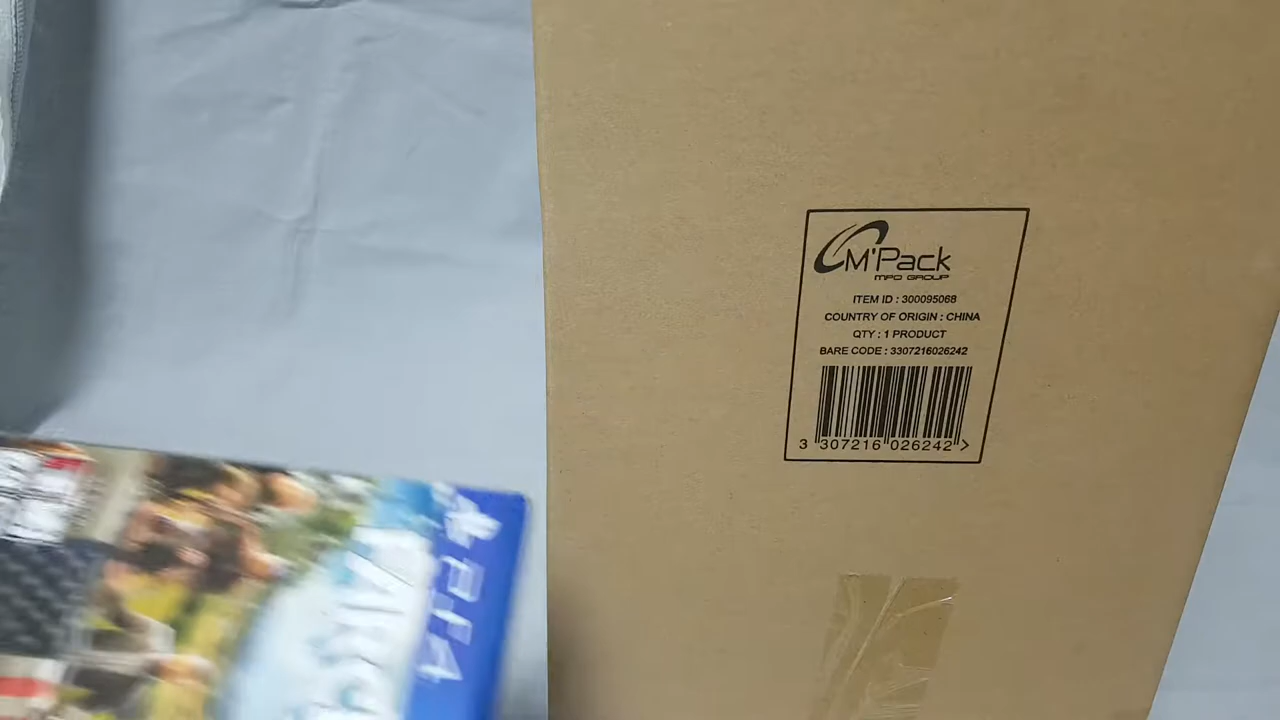 M'Pack
MPO GROUP
ITEM ID : 300095068
COUNTRY OF ORIGIN : CHINA
QTY : 1 PRODUCT
BARE CODE : 3307216026242
3 307216 026242 >
PS4